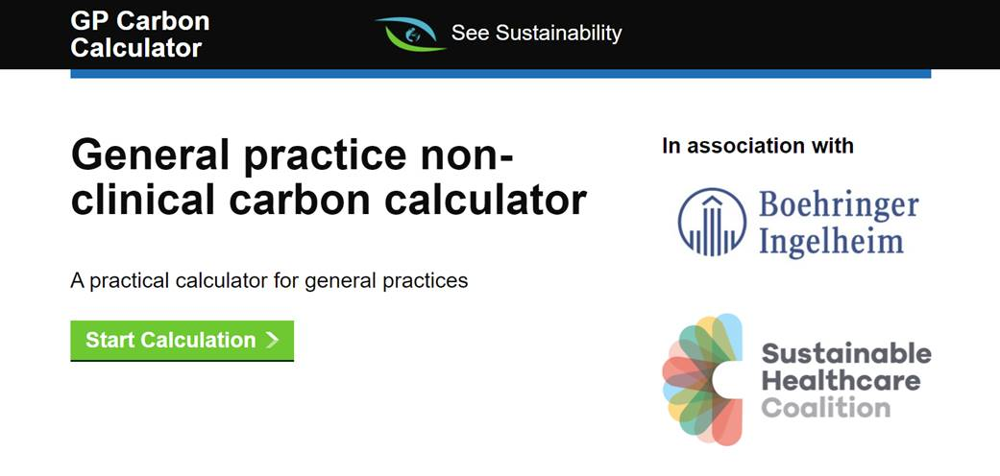 GP Carbon
Calculator
See Sustainability
General practice non-
clinical carbon calculator
A practical calculator for general practices
Start Calculation
In association with
Boehringer
Ingelheim
Sustainable
Healthcare
Coalition